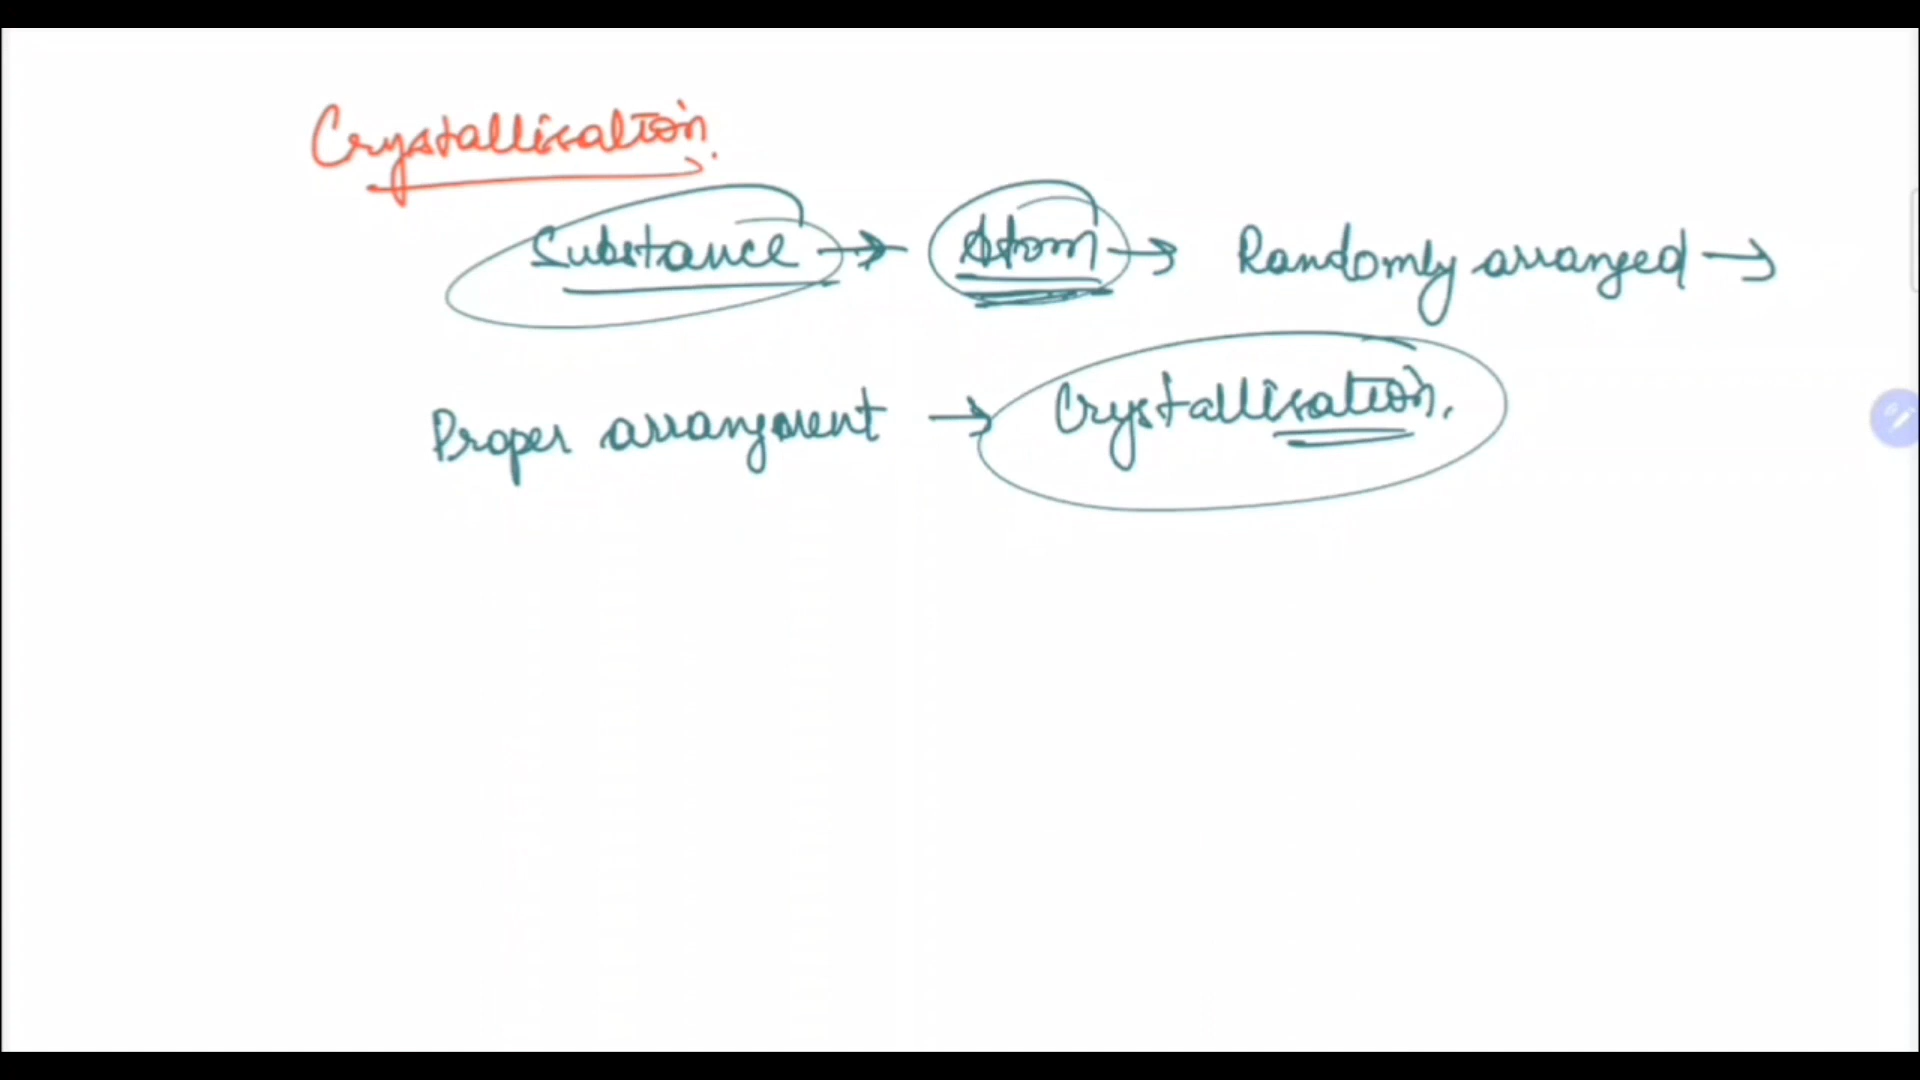 Crystallisation.
Substance → Atom → Randomly arranged →
Proper arrangement → Crystallisation.